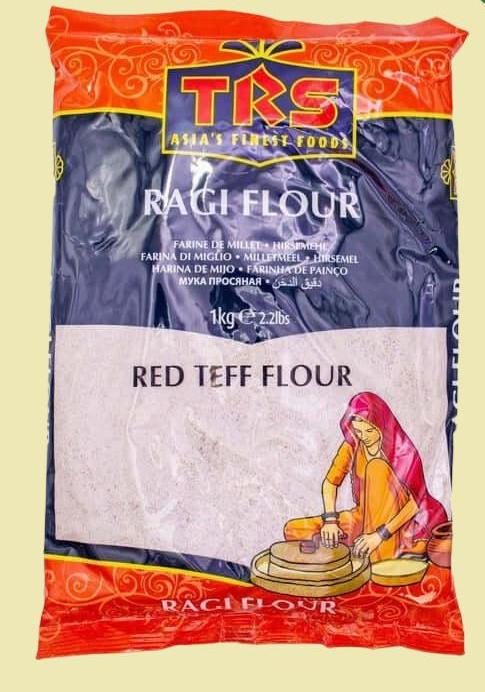 TRS
ASIA'S FINEST FOODS
RAGI FLOUR
FARINE DE MILLET • HIRSEMEHL
FARINA DI MIGLIO • MILLETMEEL • HIRSEMEL
HARINA DE MIJO • FARINHA DE PAINÇO
МУКА ПРОСЯНАЯ • دقيق الدخن
1kg ℮ 2.2lbs
RED TEFF FLOUR
RAGI FLOUR